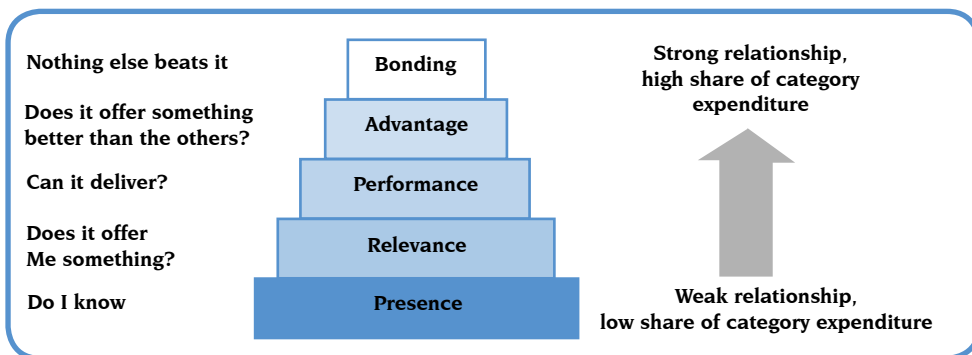 Nothing else beats it
Bonding
Strong relationship,
high share of category
expenditure
Does it offer something
better than the others?
Advantage
Can it deliver?
Performance
Does it offer
Me something?
Relevance
Do I know
Presence
Weak relationship,
low share of category expenditure